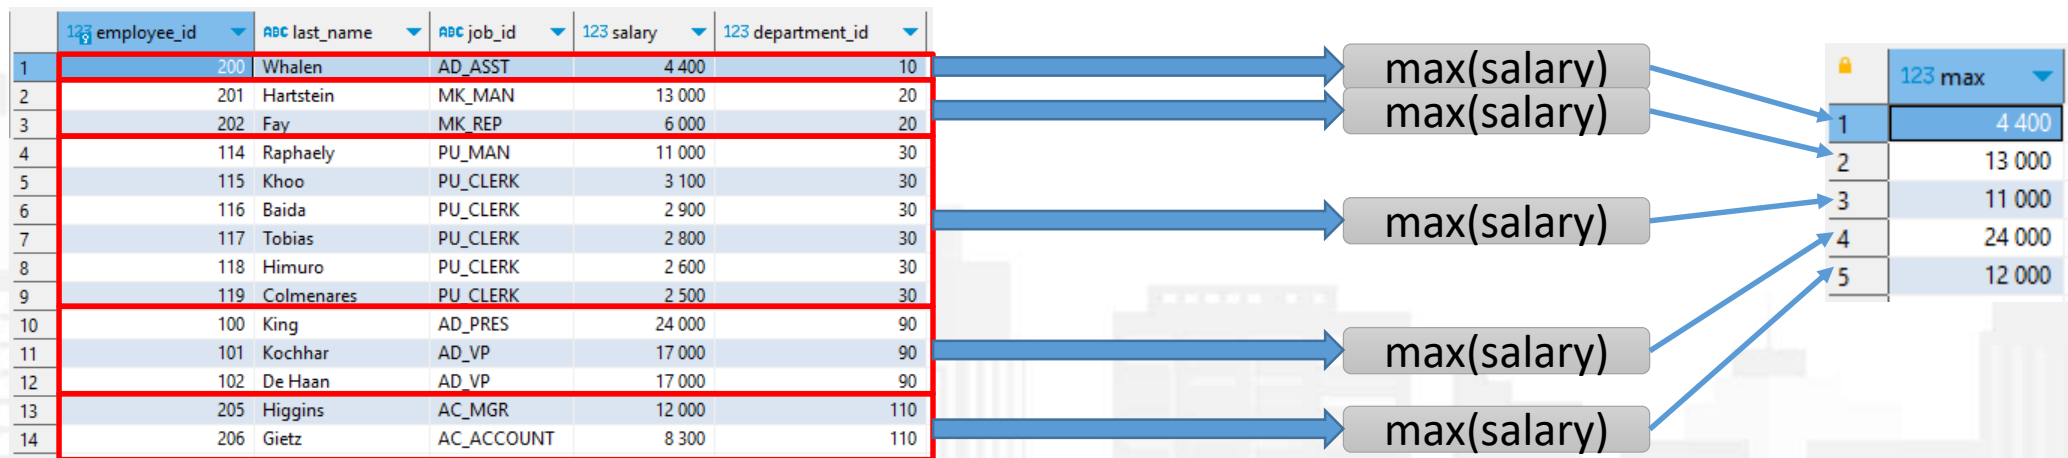 123 employee_id ABC last_name ABC job_id 123 salary 123 department_id
1 200 Whalen AD_ASST 4 400 10
2 201 Hartstein MK_MAN 13 000 20
3 202 Fay MK_REP 6 000 20
4 114 Raphaely PU_MAN 11 000 30
5 115 Khoo PU_CLERK 3 100 30
6 116 Baida PU_CLERK 2 900 30
7 117 Tobias PU_CLERK 2 800 30
8 118 Himuro PU_CLERK 2 600 30
9 119 Colmenares PU_CLERK 2 500 30
10 100 King AD_PRES 24 000 90
11 101 Kochhar AD_VP 17 000 90
12 102 De Haan AD_VP 17 000 90
13 205 Higgins AC_MGR 12 000 110
14 206 Gietz AC_ACCOUNT 8 300 110
max(salary)
max(salary)
max(salary)
max(salary)
max(salary)
123 max
1 4 400
2 13 000
3 11 000
4 24 000
5 12 000